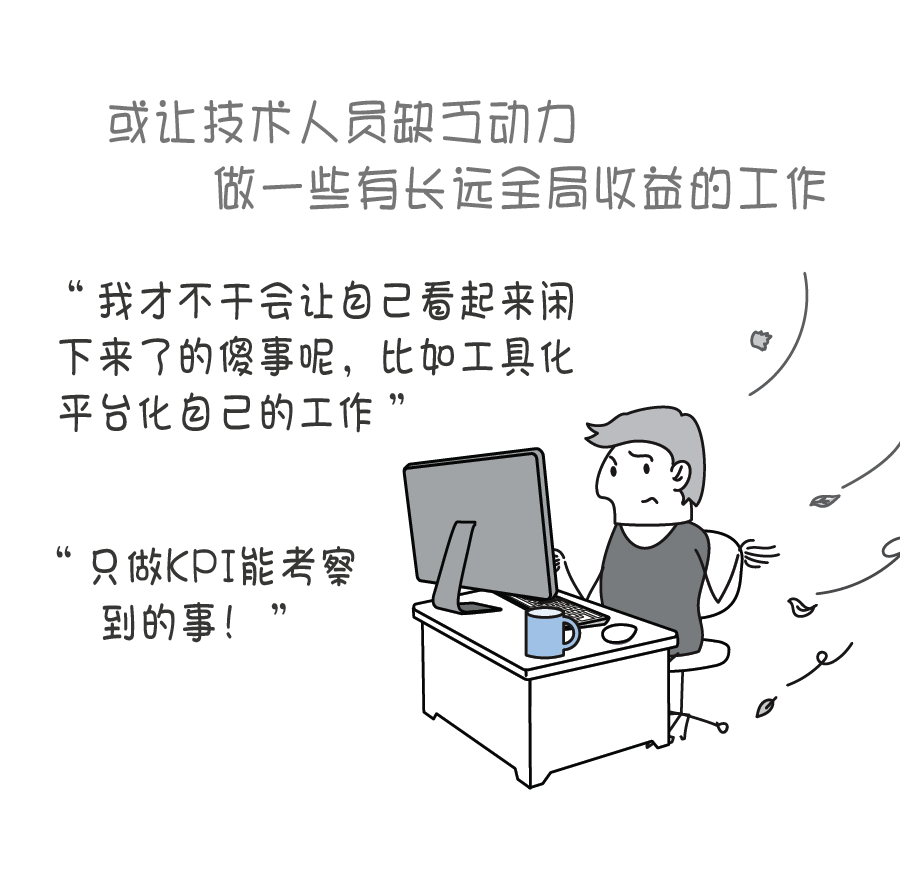 或让技术人员缺乏动力
做一些有长远全局收益的工作
“我才不干会让自己看起来闲
下来了的傻事呢，比如工具化
平台化自己的工作”
“只做KPI能考察
到的事！”